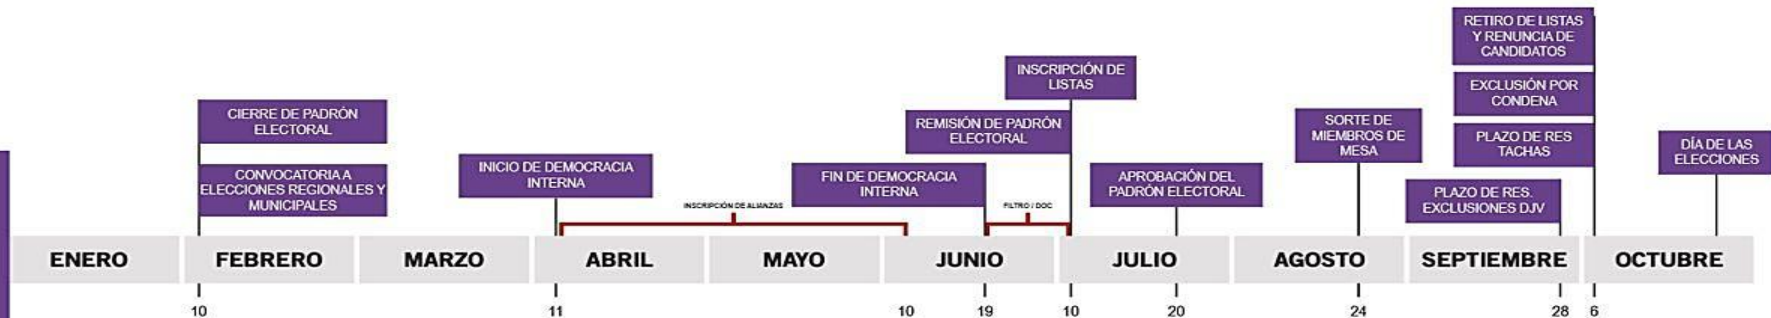 RETIRO DE LISTAS
Y RENUNCIA DE
CANDIDATOS
INSCRIPCIÓN DE
LISTAS
EXCLUSIÓN POR
CONDENA
CIERRE DE PADRÓN
ELECTORAL
REMISIÓN DE PADRÓN
ELECTORAL
SORTE DE
MIEMBROS DE
MESA
PLAZO DE RES
TACHAS
DÍA DE LAS
ELECCIONES
CONVOCATORIA A
ELECCIONES REGIONALES Y
MUNICIPALES
INICIO DE DEMOCRACIA
INTERNA
FIN DE DEMOCRACIA
INTERNA
APROBACIÓN DEL
PADRÓN ELECTORAL
PLAZO DE RES.
EXCLUSIONES DJV
INSCRIPCIÓN DE ALIANZAS
FILTRO / DOC
ENERO
FEBRERO
MARZO
ABRIL
MAYO
JUNIO
JULIO
AGOSTO
SEPTIEMBRE
OCTUBRE
10
11
10
19
10
20
24
28
6